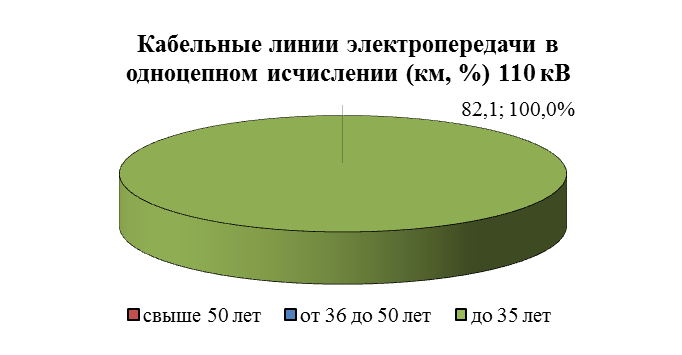 Кабельные линии электропередачи в
одноцепном исчислении (км, %) 110 кВ
82,1; 100,0%
свыше 50 лет от 36 до 50 лет до 35 лет